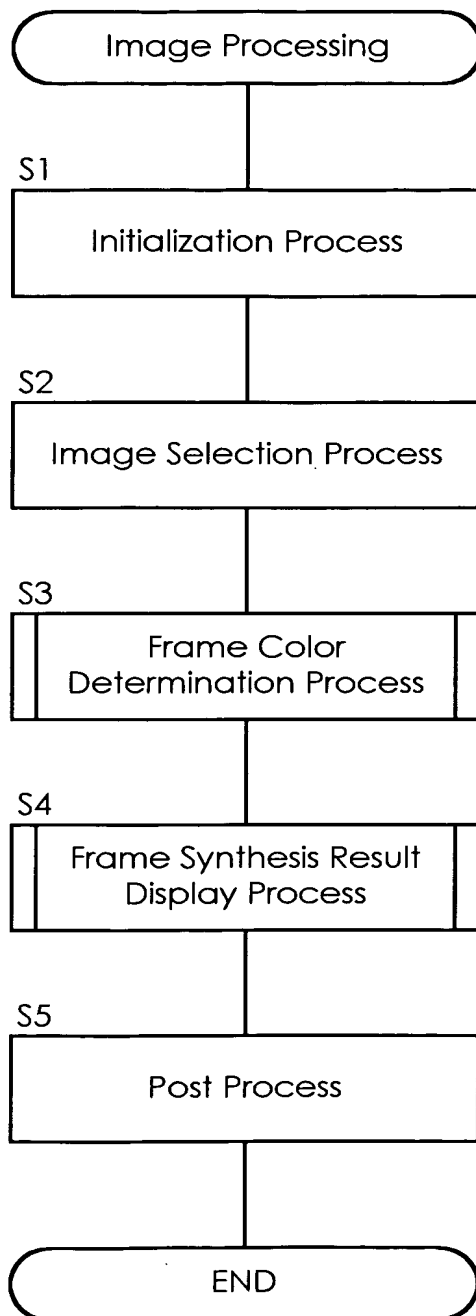 Image Processing
S1
Initialization Process
S2
Image Selection Process
S3
Frame Color
Determination Process
S4
Frame Synthesis Result
Display Process
S5
Post Process
END